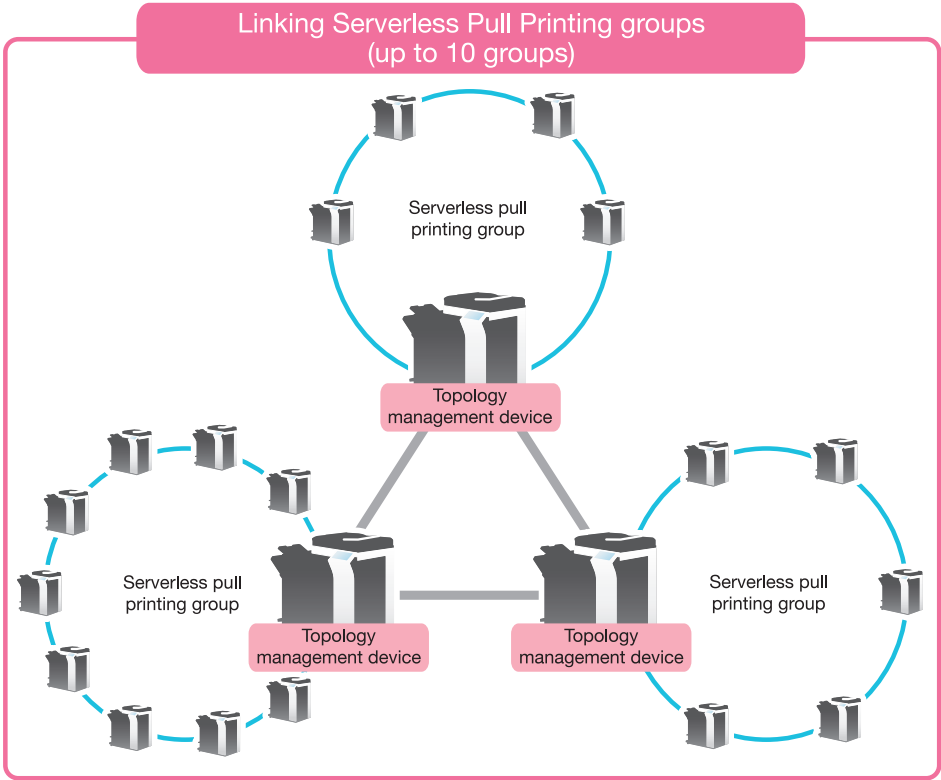 Linking Serverless Pull Printing groups
(up to 10 groups)
Serverless pull
printing group
Topology
management device
Serverless pull
printing group
Topology
management device
Topology
management device
Serverless pull
printing group